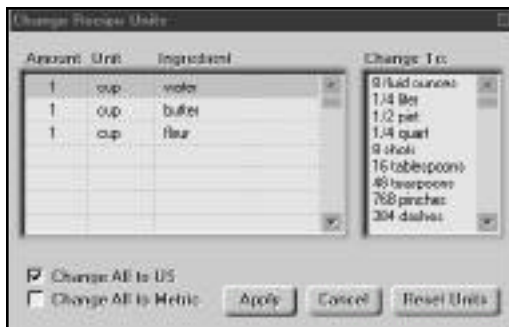 Change Recipe Units
Amount Unit Ingredient
1 cup water
1 cup butter
1 cup flour
Change To:
8 fluid ounces
1/4 liter
1/2 pint
1/4 quart
8 shots
16 tablespoons
48 teaspoons
768 pinches
384 dashes
Change All to US
Change All to Metric
Apply
Cancel
Reset Units